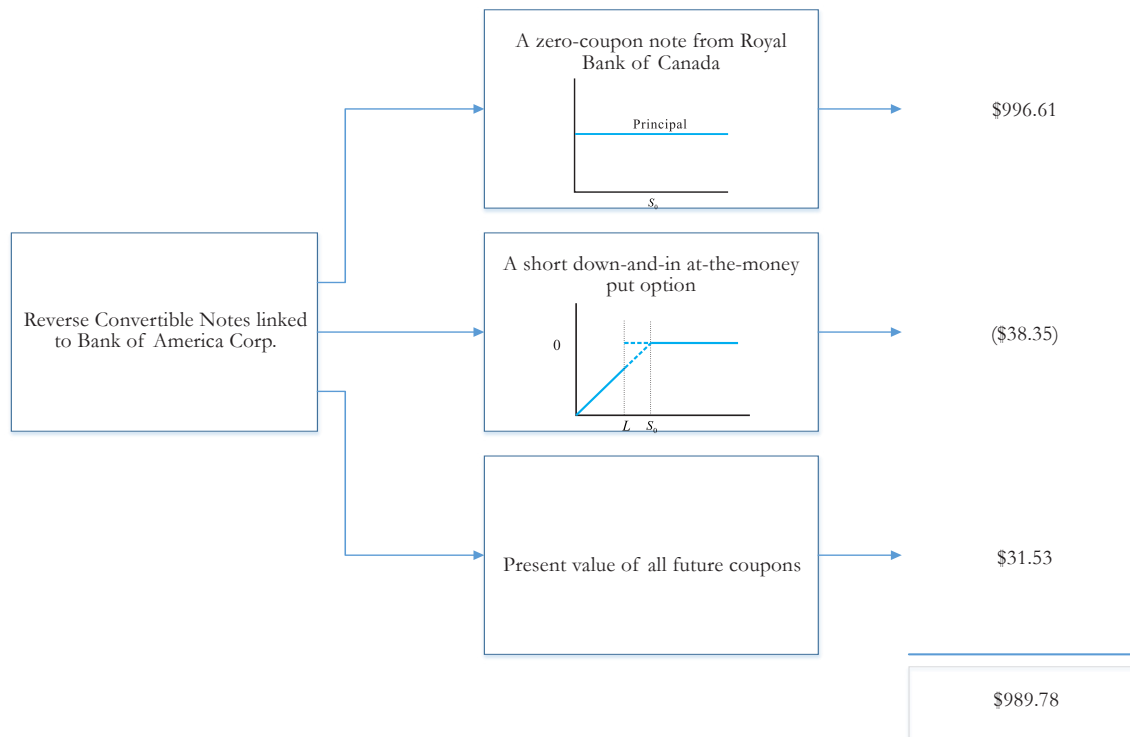 A zero-coupon note from Royal
Bank of Canada
Principal
S₀
$996.61
Reverse Convertible Notes linked
to Bank of America Corp.
A short down-and-in at-the-money
put option
0
L S₀
($38.35)
Present value of all future coupons
$31.53
$989.78